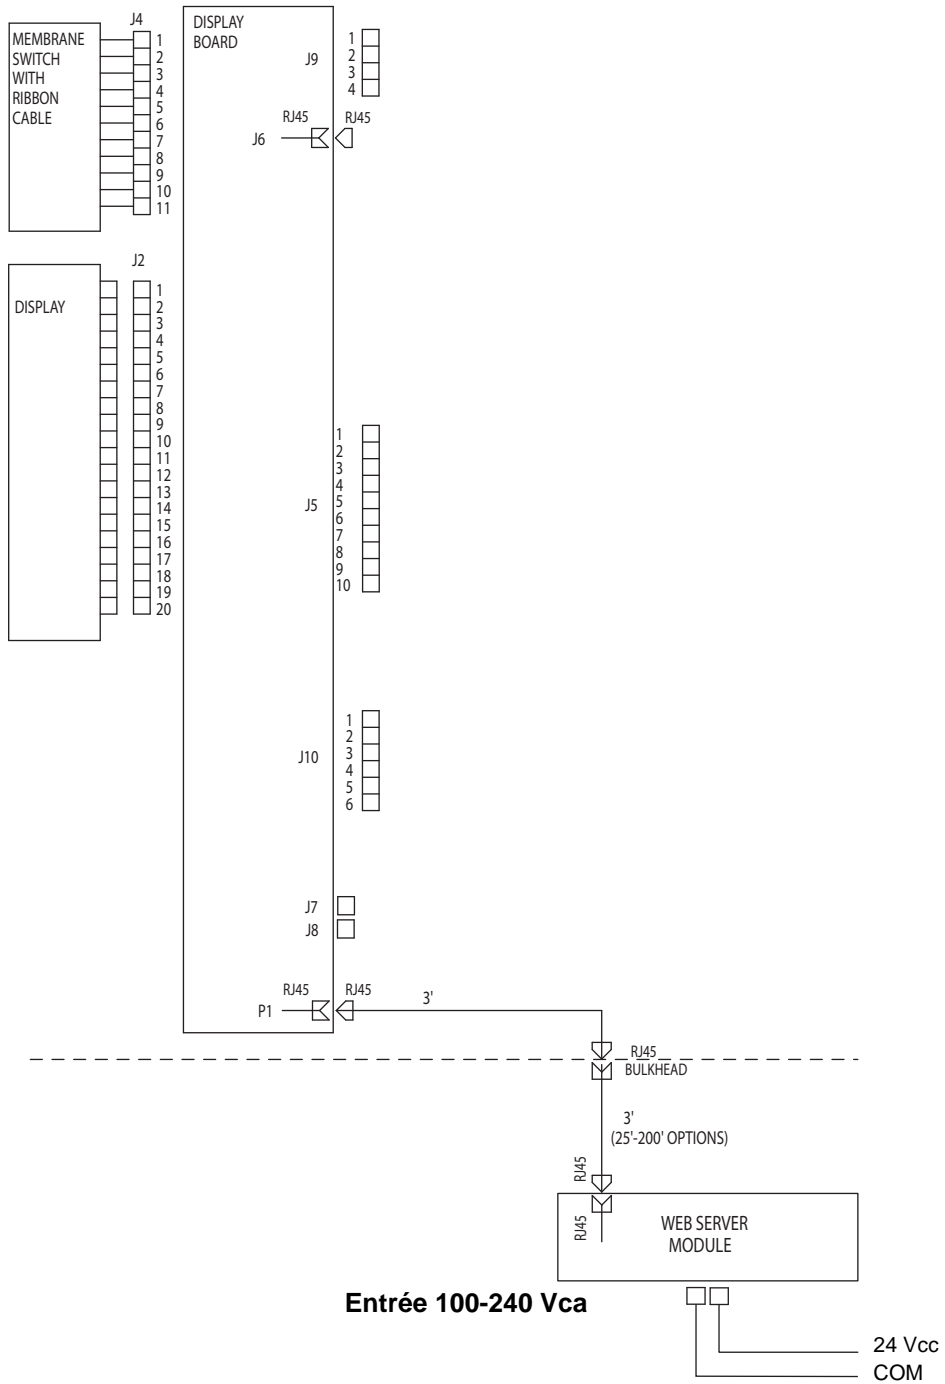 J4
MEMBRANE
SWITCH
WITH
RIBBON
CABLE
1
2
3
4
5
6
7
8
9
10
11
DISPLAY
BOARD
J9
1
2
3
4
RJ45
RJ45
J6
J2
DISPLAY
1
2
3
4
5
6
7
8
9
10
11
12
13
14
15
16
17
18
19
20
J5
1
2
3
4
5
6
7
8
9
10
J10
1
2
3
4
5
6
J7
J8
RJ45
RJ45
P1
3'
RJ45
BULKHEAD
3'
(25'-200' OPTIONS)
RJ45
RJ45
WEB SERVER
MODULE
Entrée 100-240 Vca
24 Vcc
COM